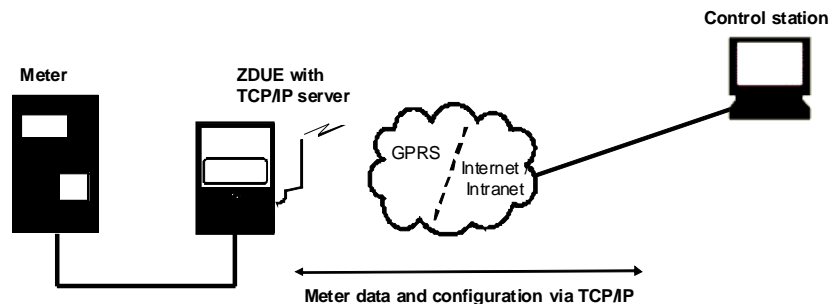 Control station
Meter
ZDUE with
TCP/IP server
GPRS
Internet /
Intranet
Meter data and configuration via TCP/IP